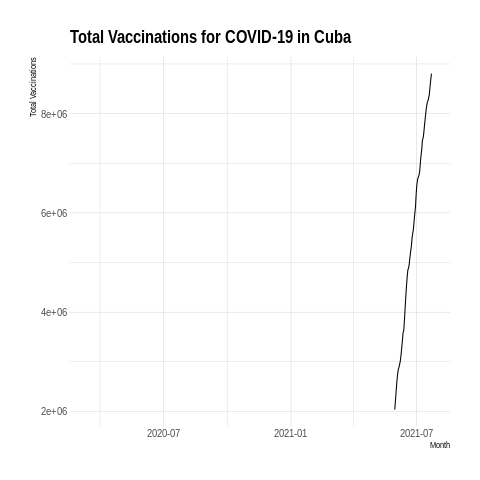 Total Vaccinations for COVID-19 in Cuba
Total Vaccinations
8e+06
6e+06
4e+06
2e+06
2020-07
2021-01
2021-07
Month